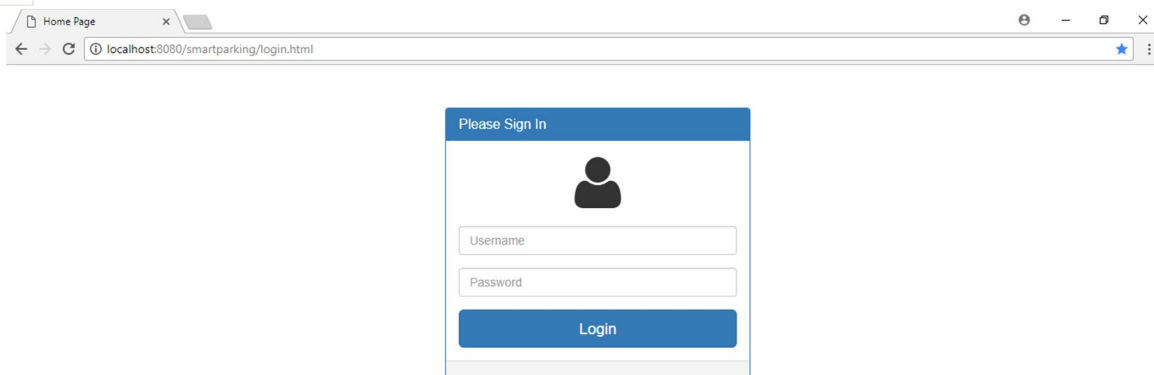 Home Page
localhost:8080/smartparking/login.html
Please Sign In
Username
Password
Login